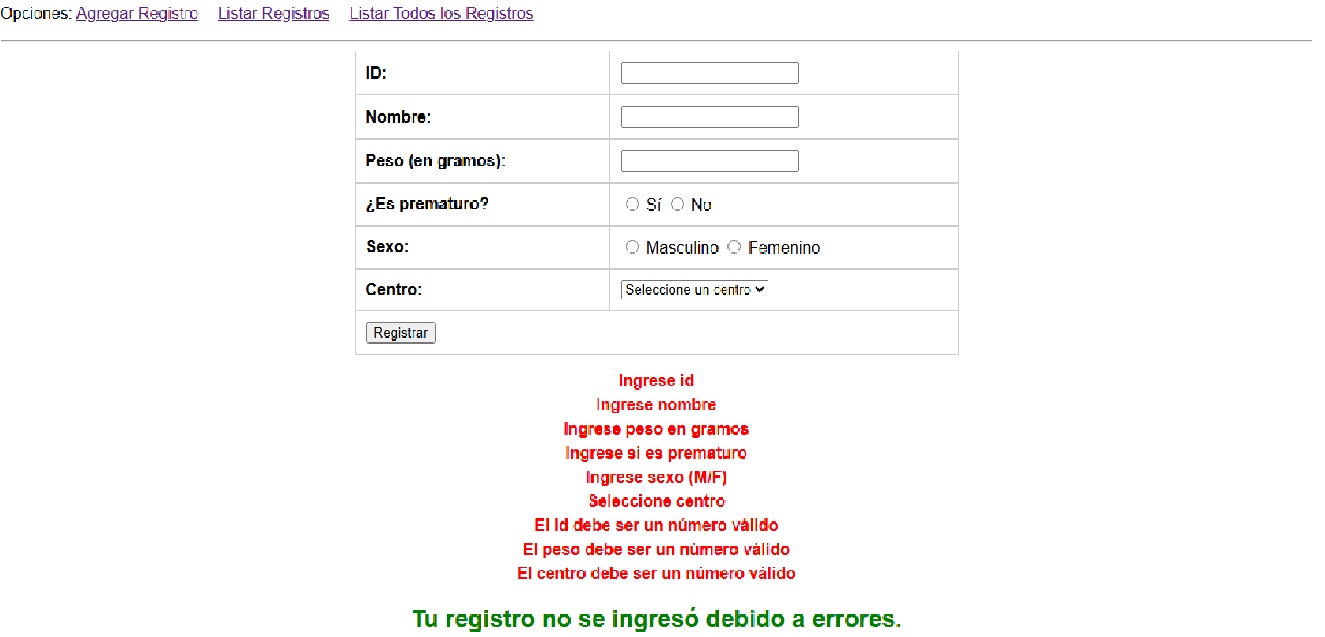 Opciones: Agregar Registro Listar Registros Listar Todos los Registros
ID:
Nombre:
Peso (en gramos):
¿Es prematuro? Sí No
Sexo: Masculino Femenino
Centro: Seleccione un centro
Registrar
Ingrese id
Ingrese nombre
Ingrese peso en gramos
Ingrese si es prematuro
Ingrese sexo (M/F)
Seleccione centro
El id debe ser un número válido
El peso debe ser un número válido
El centro debe ser un número válido
Tu registro no se ingresó debido a errores.